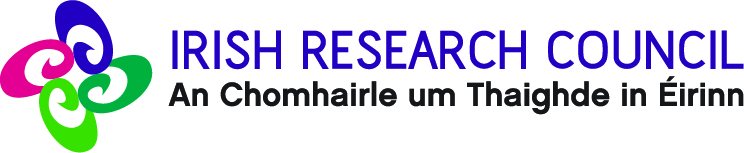 IRISH RESEARCH COUNCIL
An Chomhairle um Thaighde in Éirinn